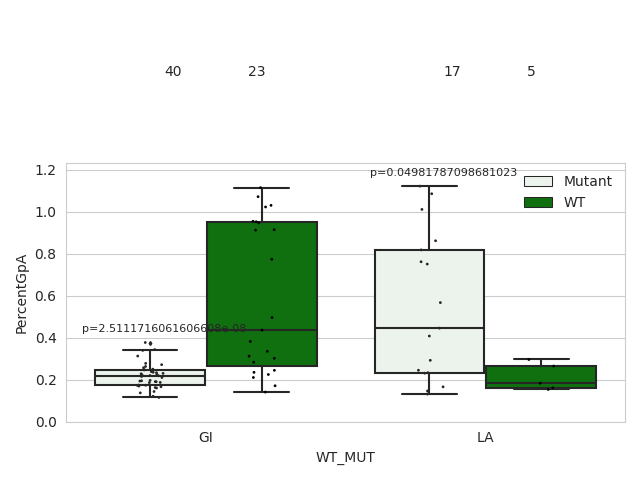 40 23 17 5
p=0.04981787098681023
Mutant
WT
p=2.5111716061606608e-08
PercentGpA
1.2
1.0
0.8
0.6
0.4
0.2
0.0
GI LA
WT_MUT